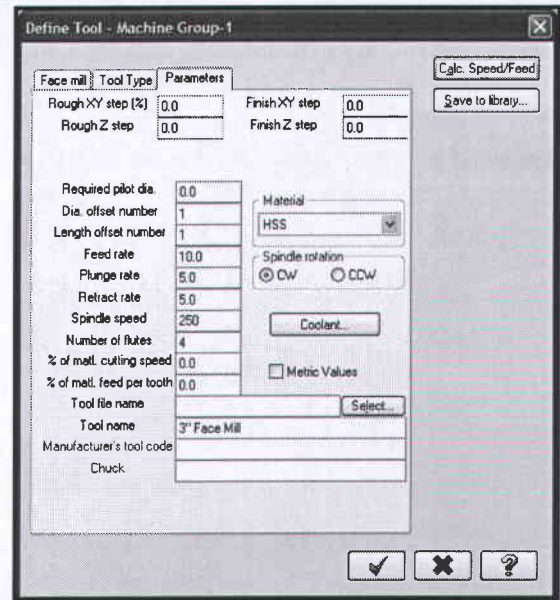 Define Tool - Machine Group-1
Calc. Speed/Feed
Save to library...
Face mill Tool Type Parameters
Rough XY step (%) 0.0 Finish XY step 0.0
Rough Z step 0.0 Finish Z step 0.0
Required pilot dia. 0.0
Dia. offset number 1
Length offset number 1
Feed rate 10.0
Plunge rate 5.0
Retract rate 5.0
Spindle speed 250
Number of flutes 4
% of matl. cutting speed 0.0
% of matl. feed per tooth 0.0
Material
HSS
Spindle rotation
CW CCW
Coolant...
Metric Values
Tool file name Select...
Tool name 3" Face Mill
Manufacturer's tool code
Chuck